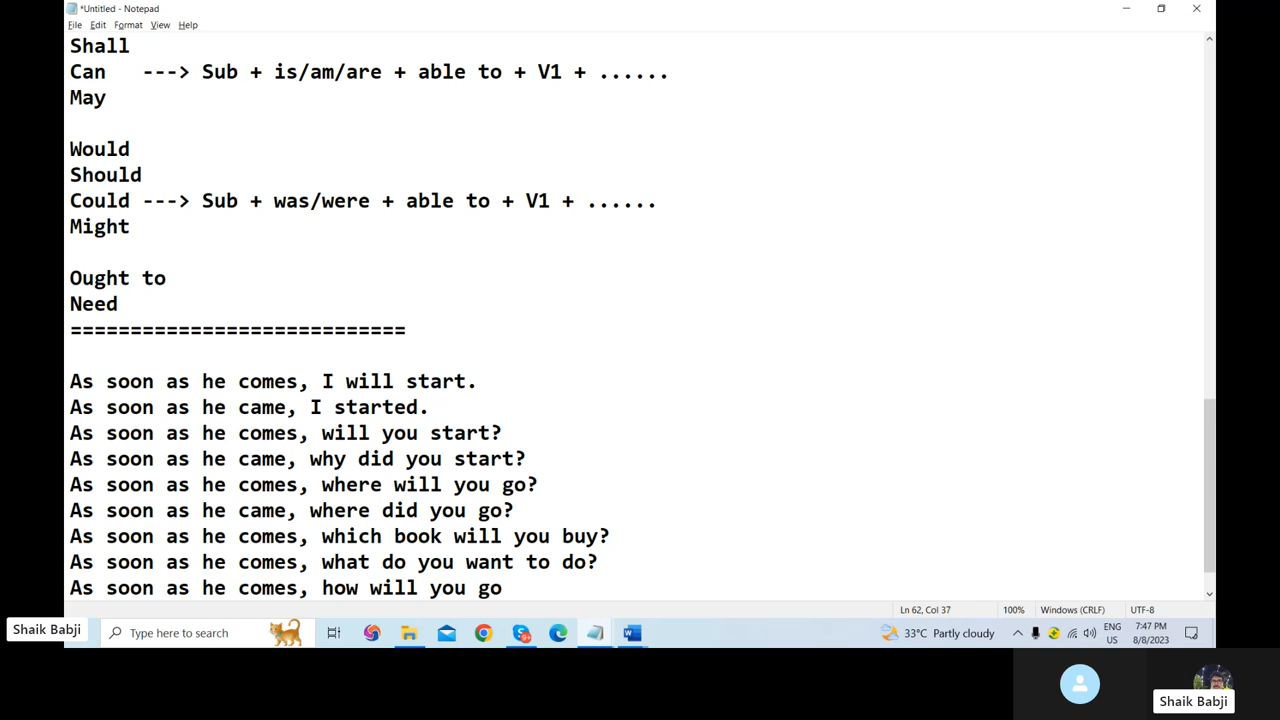 *Untitled - Notepad
File Edit Format View Help
Shall
Can ---> Sub + is/am/are + able to + V1 + ......
May
Would
Should
Could ---> Sub + was/were + able to + V1 + ......
Might
Ought to
Need
============================
As soon as he comes, I will start.
As soon as he came, I started.
As soon as he comes, will you start?
As soon as he came, why did you start?
As soon as he comes, where will you go?
As soon as he came, where did you go?
As soon as he comes, which book will you buy?
As soon as he comes, what do you want to do?
As soon as he comes, how will you go
Ln 62, Col 37 100% Windows (CRLF) UTF-8
Shaik Babji
Type here to search
33°C Partly cloudy
ENG
US
7:47 PM
8/8/2023
Shaik Babji